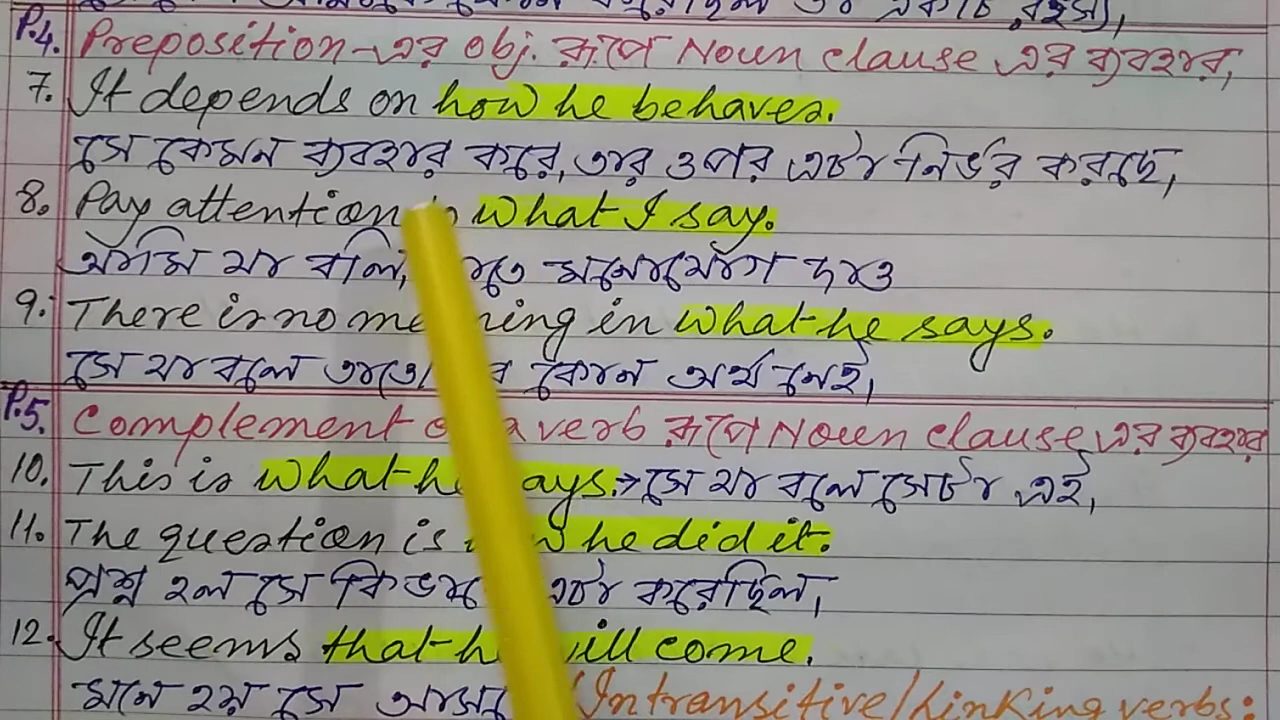 P.4. Preposition-এর obj. রূপে Noun clause এর ব্যবহার,
7. It depends on how he behaves.
সে কেমন ব্যবহার করে, তার ওপর এটা নির্ভর করছে,
8. Pay attention what I say.
আমি যা বলি, মনোযোগ দাও
9. There is no in what he says.
সে যা বলে কোন অর্থ নেই,
P.5. Complement a verb রূপে Noun clause এর ব্যবহার
10. This is what → সে যা বলে সেটা এই,
11. The question is he did it.
প্রশ্ন হল সে এটা করেছিল,
12. It seems that come.
মনে হয় সে Intransitive/Linking verbs: